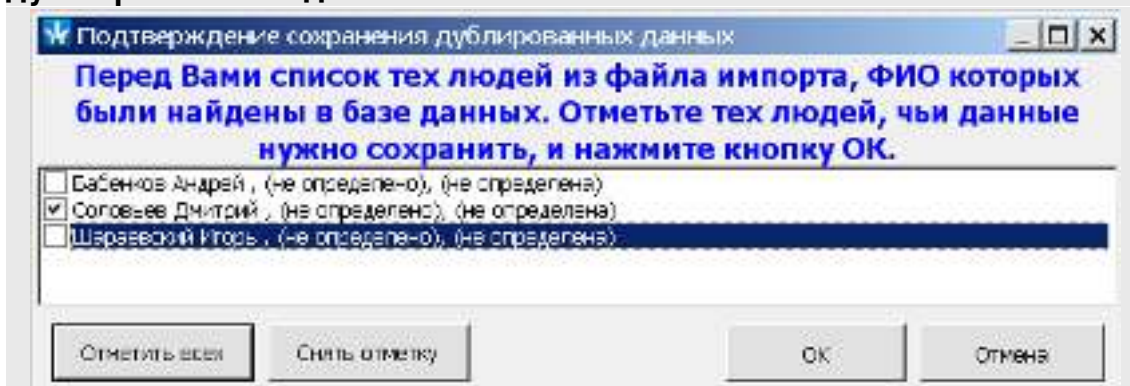 Подтверждение сохранения дублированных данных
Перед Вами список тех людей из файла импорта, ФИО которых
были найдены в базе данных. Отметьте тех людей, чьи данные
нужно сохранить, и нажмите кнопку ОК.
Бабенков Андрей , (не определено), (не определена)
Соловьев Дмитрий , (не определено), (не определена)
Шараевский Игорь , (не определено), (не определена)
Отметить всех Снять отметку ОК Отмена